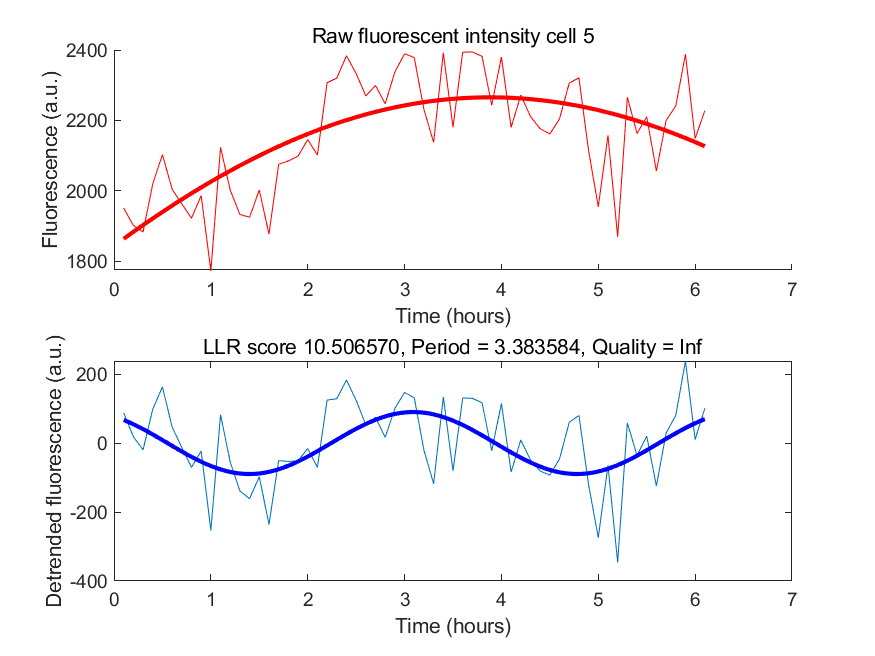 Raw fluorescent intensity cell 5
Fluorescence (a.u.)
2400
2200
2000
1800
0 1 2 3 4 5 6 7
Time (hours)
LLR score 10.506570, Period = 3.383584, Quality = Inf
Detrended fluorescence (a.u.)
200
0
-200
-400
0 1 2 3 4 5 6 7
Time (hours)